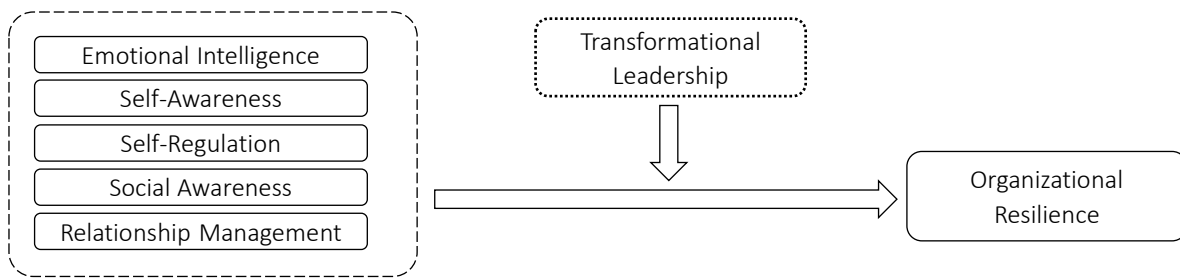 Emotional Intelligence
Self-Awareness
Self-Regulation
Social Awareness
Relationship Management
Transformational
Leadership
Organizational
Resilience